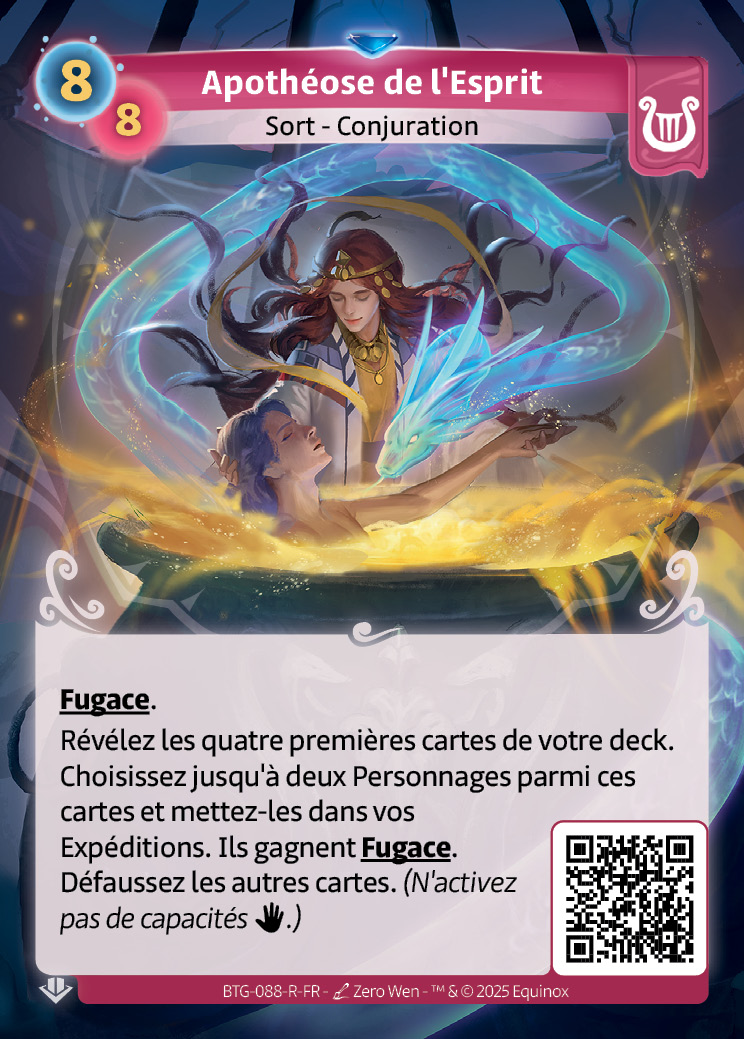 8
Apothéose de l'Esprit
8
Sort - Conjuration
Fugace.
Révélez les quatre premières cartes de votre deck.
Choisissez jusqu'à deux Personnages parmi ces
cartes et mettez-les dans vos
Expéditions. Ils gagnent Fugace.
Défaussez les autres cartes. (N'activez
pas de capacités .)
BTG-088-R-FR - Zero Wen - ™ & © 2025 Equinox